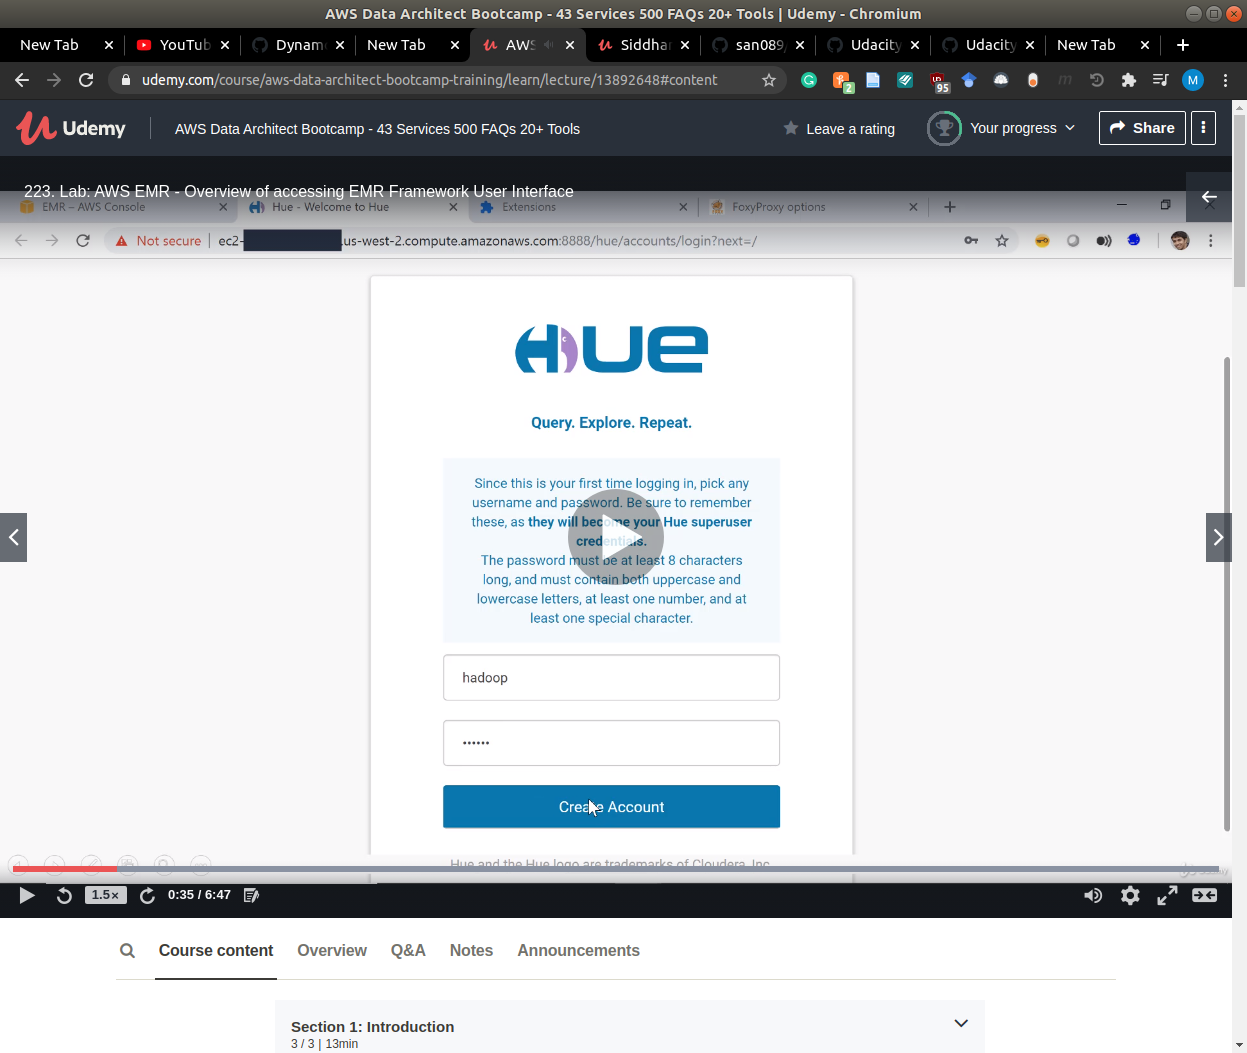 AWS Data Architect Bootcamp - 43 Services 500 FAQs 20+ Tools | Udemy - Chromium
New Tab
YouTub
Dynam
New Tab
AWS
Siddha
san089
Udacity
Udacity
New Tab
udemy.com/course/aws-data-architect-bootcamp-training/learn/lecture/13892648#content
2
95
M
Udemy
AWS Data Architect Bootcamp - 43 Services 500 FAQs 20+ Tools
Leave a rating
Your progress
Share
223. Lab: AWS EMR - Overview of accessing EMR Framework User Interface
EMR – AWS Console
Hue - Welcome to Hue
Extensions
FoxyProxy options
Not secure
ec2-
.us-west-2.compute.amazonaws.com:8888/hue/accounts/login?next=/
HUE
Query. Explore. Repeat.
Since this is your first time logging in, pick any
username and password. Be sure to remember
these, as they will become your Hue superuser
credentials.
The password must be at least 8 characters
long, and must contain both uppercase and
lowercase letters, at least one number, and at
least one special character.
hadoop
••••••
Create Account
Hue and the Hue logo are trademarks of Cloudera, Inc.
1.5×
0:35 / 6:47
Course content
Overview
Q&A
Notes
Announcements
Section 1: Introduction
3 / 3 | 13min